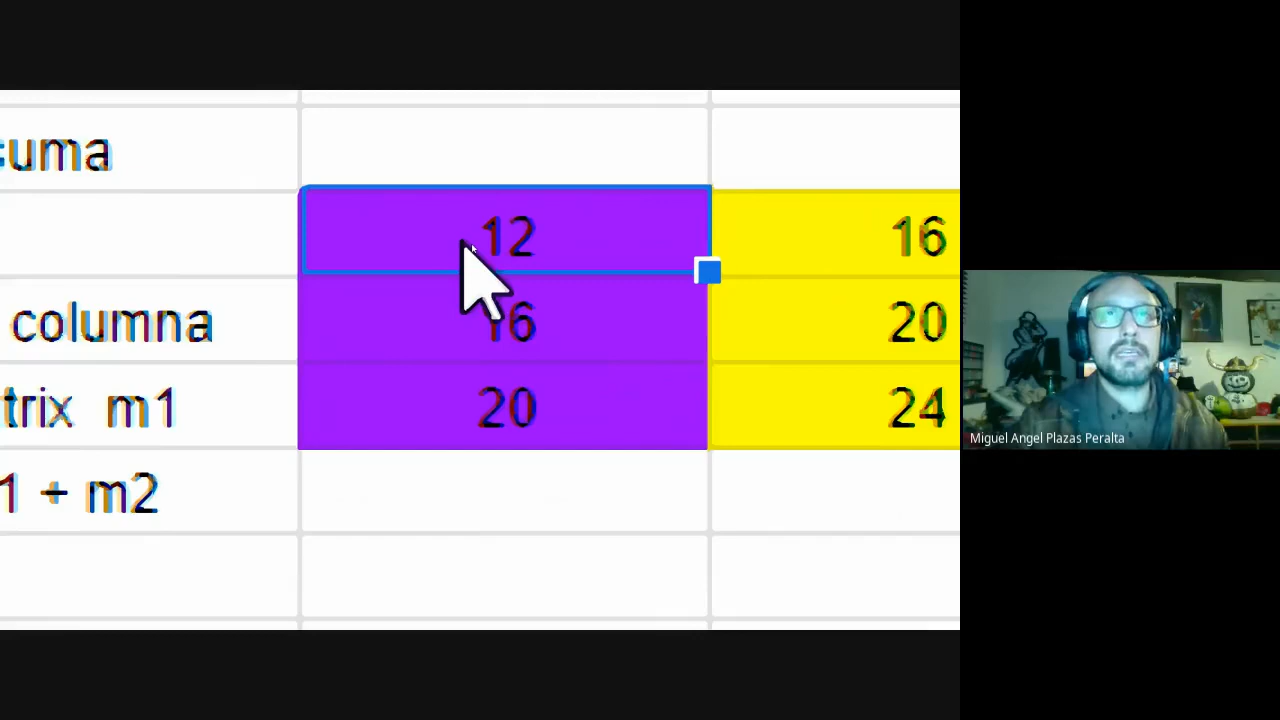 suma
12 16
columna 16 20
trix m1 20 24
1 + m2
Miguel Angel Plazas Peralta